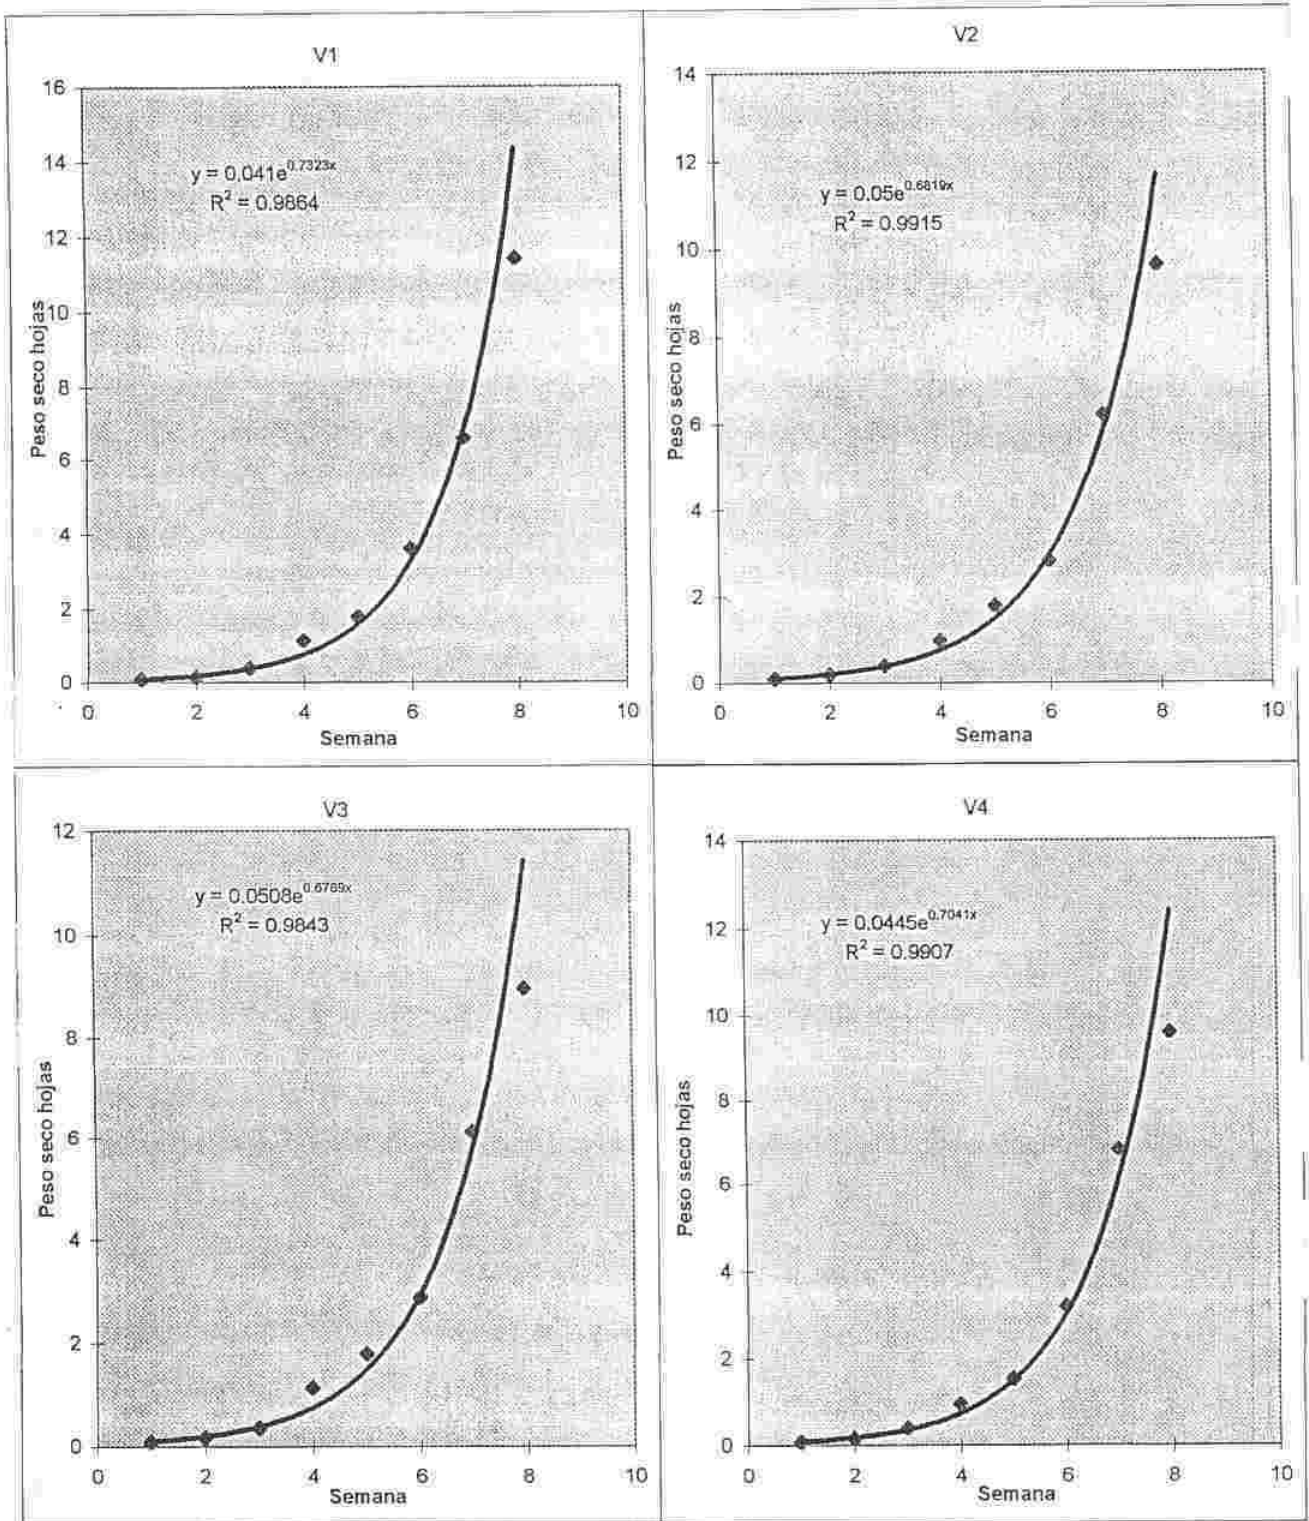 V1
16
14
12
10
8
6
4
2
0
y = 0.041e^0.7323x
R² = 0.9864
Peso seco hojas
0 2 4 6 8 10
Semana
V2
14
12
10
8
6
4
2
0
y = 0.05e^0.6819x
R² = 0.9915
Peso seco hojas
0 2 4 6 8 10
Semana
V3
12
10
8
6
4
2
0
y = 0.0508e^0.6769x
R² = 0.9843
Peso seco hojas
0 2 4 6 8 10
Semana
V4
14
12
10
8
6
4
2
0
y = 0.0445e^0.7041x
R² = 0.9907
Peso seco hojas
0 2 4 6 8 10
Semana